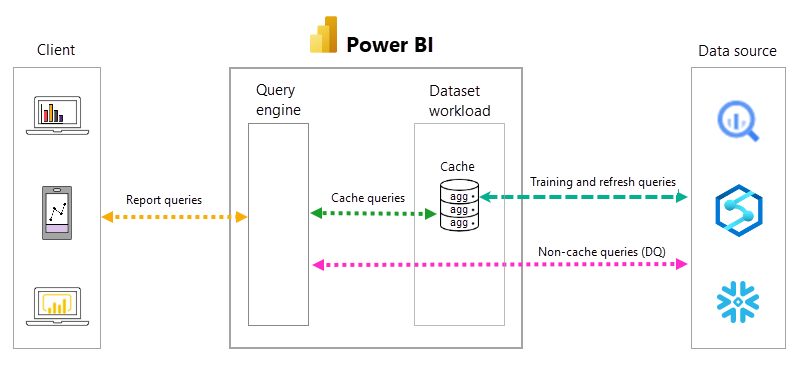 Client
Power BI
Data source
Query
engine
Dataset
workload
Cache
agg
agg
agg
Training and refresh queries
Report queries
Cache queries
Non-cache queries (DQ)